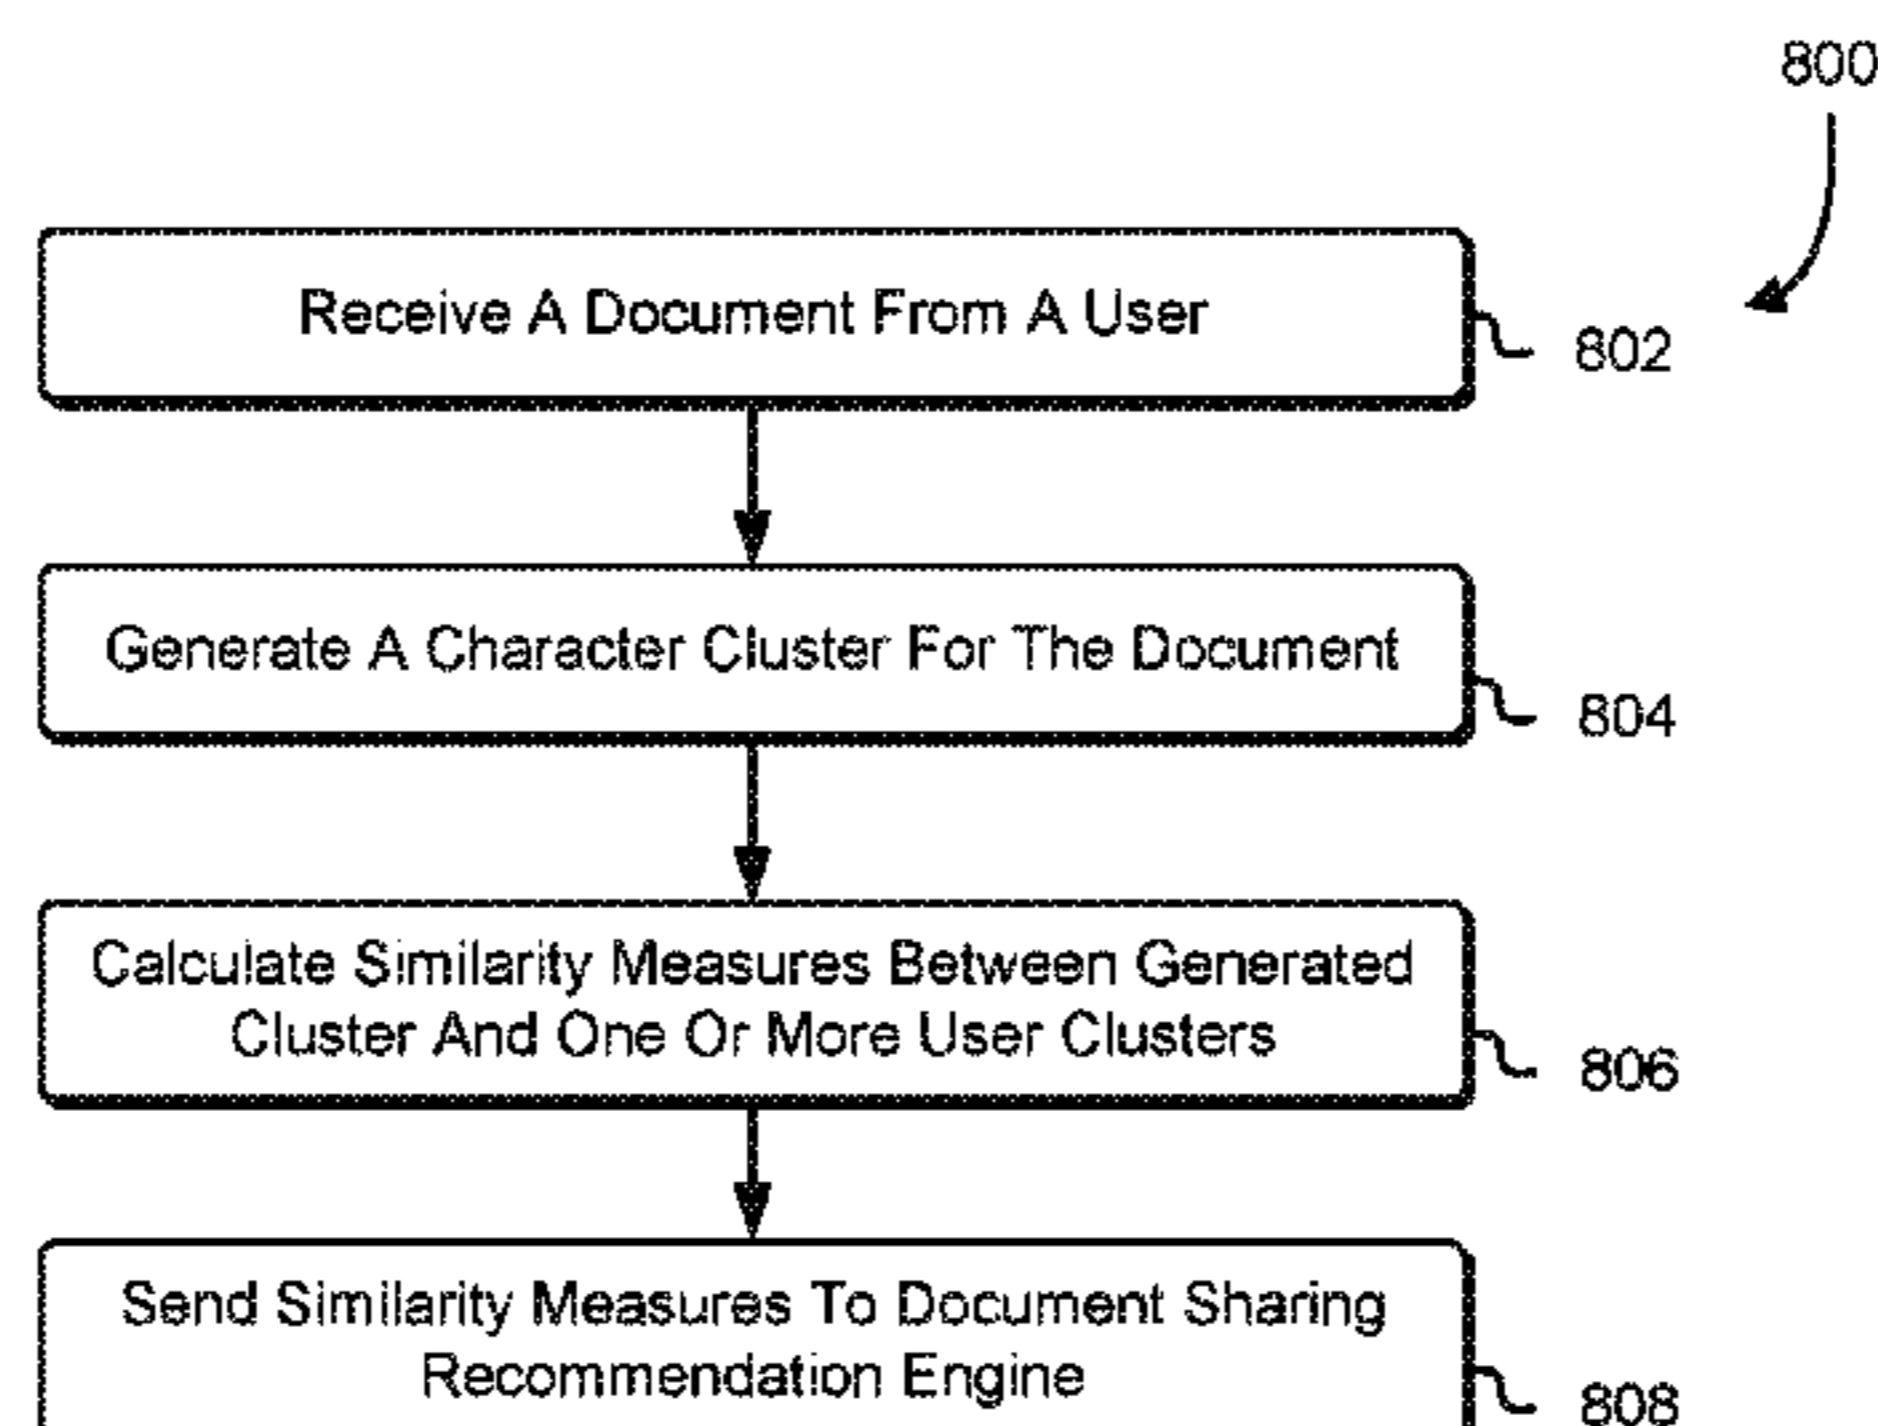 800
Receive A Document From A User
802
Generate A Character Cluster For The Document
804
Calculate Similarity Measures Between Generated
Cluster And One Or More User Clusters
806
Send Similarity Measures To Document Sharing
Recommendation Engine
808